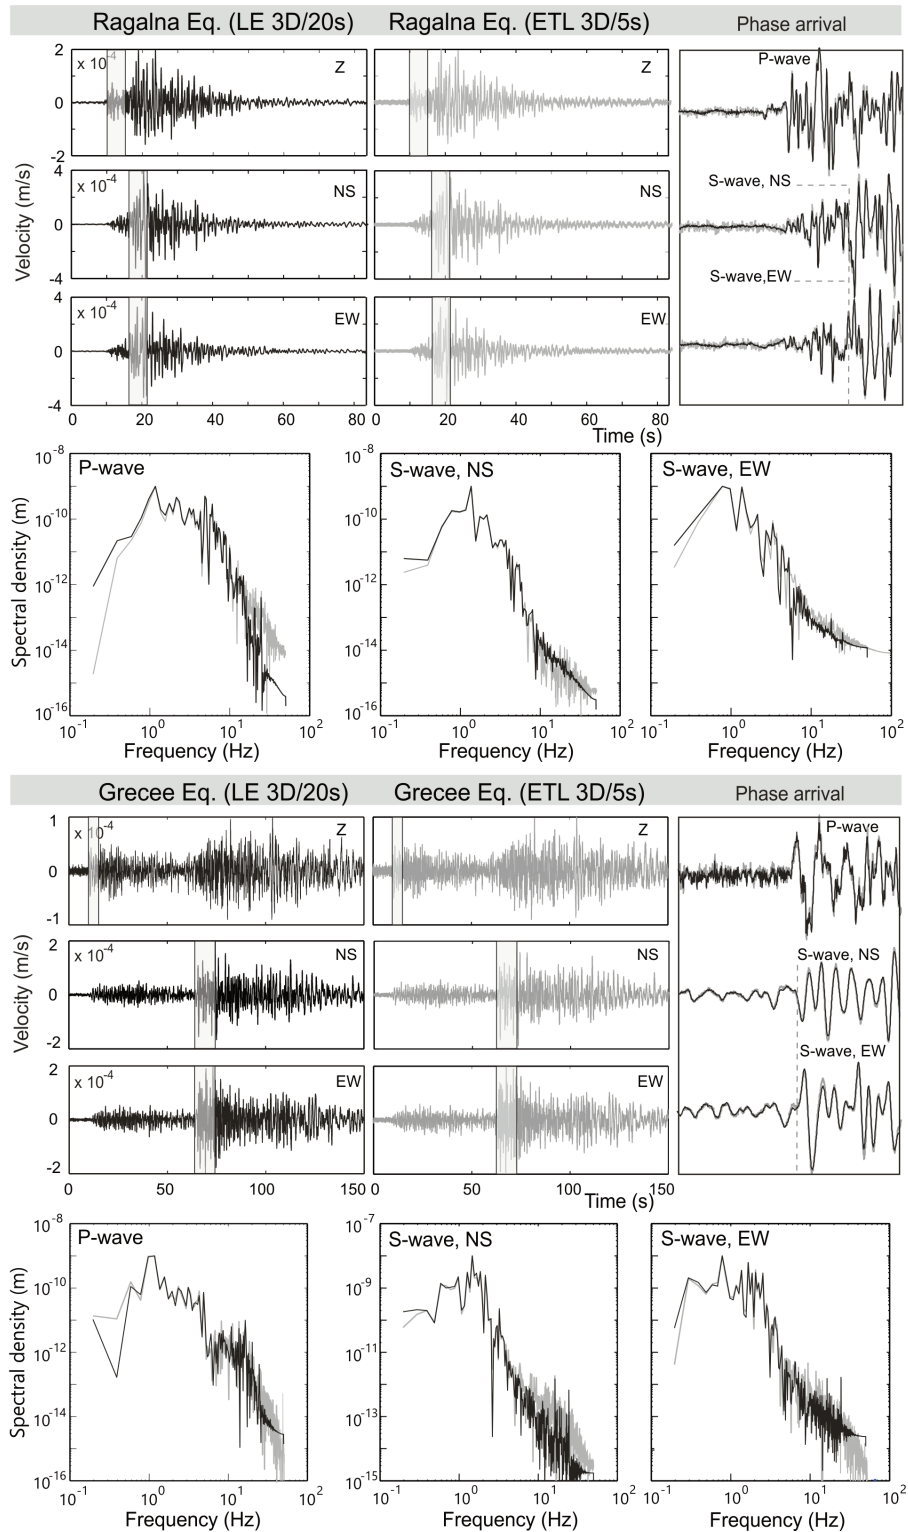 Ragalna Eq. (LE 3D/20s) Ragalna Eq. (ETL 3D/5s) Phase arrival
2 x 10-4 Z Z P-wave
0
-2
4 x 10-4 NS NS S-wave, NS
0
-4
4 x 10-4 EW EW S-wave,EW
0
-4
Velocity (m/s)
0 20 40 60 80 0 20 40 60 80
Time (s)
P-wave S-wave, NS S-wave, EW
10-8 10-8
10-10 10-10
10-12 10-12
10-14 10-14
10-16 10-16
Spectral density (m)
10-1 100 101 102 10-1 100 101 102 10-1 100 101 102
Frequency (Hz) Frequency (Hz) Frequency (Hz)
Grecee Eq. (LE 3D/20s) Grecee Eq. (ETL 3D/5s) Phase arrival
1 x 10-4 Z Z P-wave
0
-1
2 x 10-4 NS NS S-wave, NS
0
-2
2 x 10-4 EW EW S-wave, EW
0
-2
Velocity (m/s)
0 50 100 150 0 50 100 150
Time (s)
P-wave S-wave, NS S-wave, EW
10-8 10-7
10-10 10-9
10-12 10-11
10-14 10-13
10-16 10-15
Spectral density (m)
10-1 100 101 102 10-1 100 101 102 10-1 100 101 102
Frequency (Hz) Frequency (Hz) Frequency (Hz)